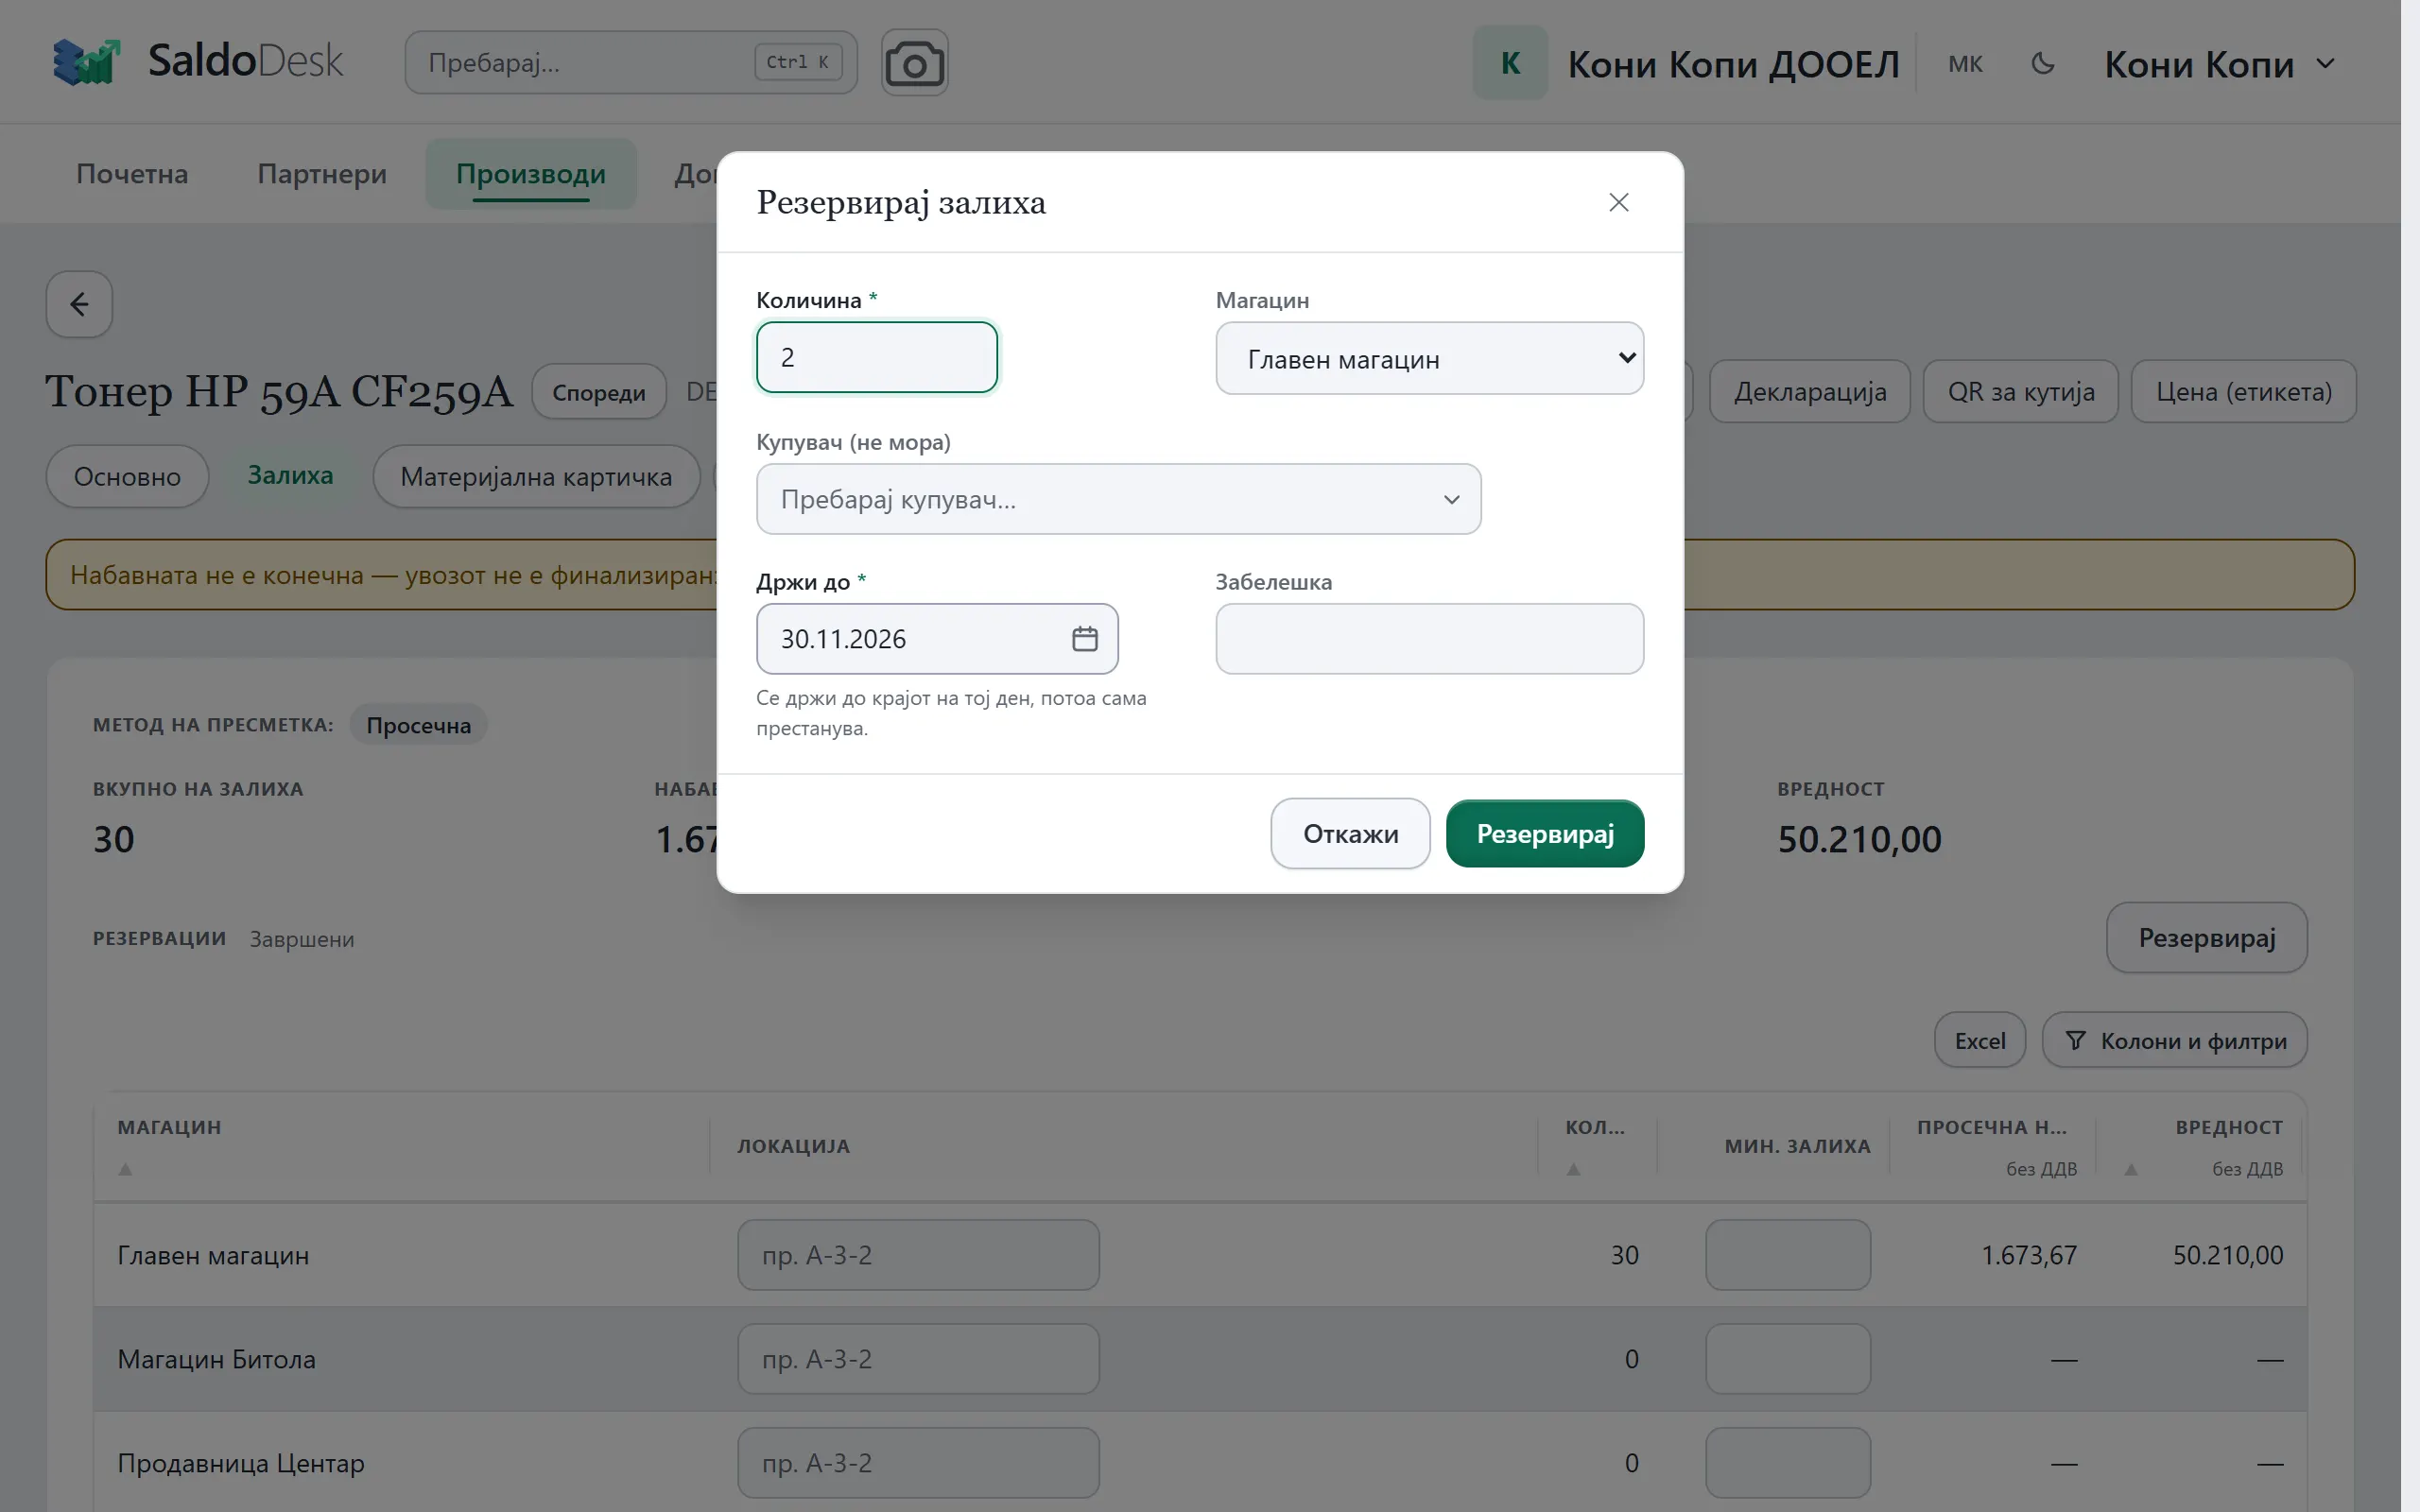 SaldoDesk
Пребарај...
Ctrl K
К
Кони Копи ДООЕЛ
МК
Кони Копи
Почетна
Партнери
Производи
Резервирај залиха
Количина *
2
Магацин
Главен магацин
Купувач (не мора)
Пребарај купувач...
Држи до *
30.11.2026
Се држи до крајот на тој ден, потоа сама
престанува.
Забелешка
Откажи
Резервирај
Тонер HP 59A CF259A
Спореди
Декларација
QR за кутија
Цена (етикета)
Основно
Залиха
Материјална картичка
Набавната не е конечна — увозот не е финализиран
МЕТОД НА ПРЕСМЕТКА:
Просечна
ВКУПНО НА ЗАЛИХА
30
ВРЕДНОСТ
50.210,00
РЕЗЕРВАЦИИ
Завршени
Резервирај
Excel
Колони и филтри
МАГАЦИН
ЛОКАЦИЈА
КОЛ...
МИН. ЗАЛИХА
ПРОСЕЧНА Н...
без ДДВ
ВРЕДНОСТ
без ДДВ
Главен магацин
пр. А-3-2
30
1.673,67
50.210,00
Магацин Битола
пр. А-3-2
0
—
—
Продавница Центар
пр. А-3-2
0
—
—